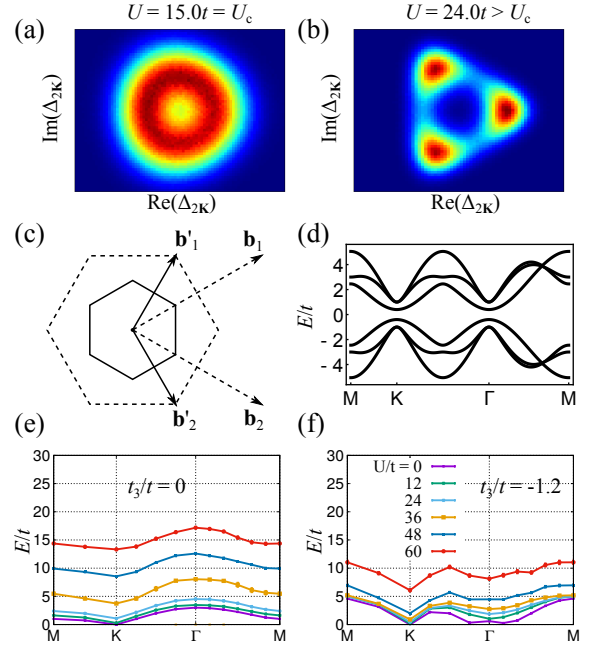 U = 15.0t = U_c
U = 24.0t > U_c
(a)
(b)
Im(Δ_2K)
Im(Δ_2K)
Re(Δ_2K)
Re(Δ_2K)
(c)
(d)
b'_1
b_1
b'_2
b_2
E/t
4
2
0
- 2
- 4
M K Γ M
(e)
(f)
E/t
30
25
20
15
10
5
0
t_3/t = 0
M K Γ M
E/t
30
25
20
15
10
5
0
U/t = 0
12
24
36
48
60
t_3/t = -1.2
M K Γ M